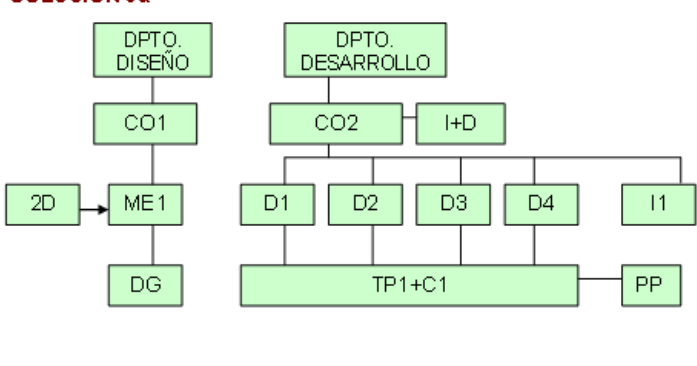 DPTO.
DISEÑO
DPTO.
DESARROLLO
CO1
CO2
I+D
2D
ME1
D1
D2
D3
D4
I1
DG
TP1+C1
PP